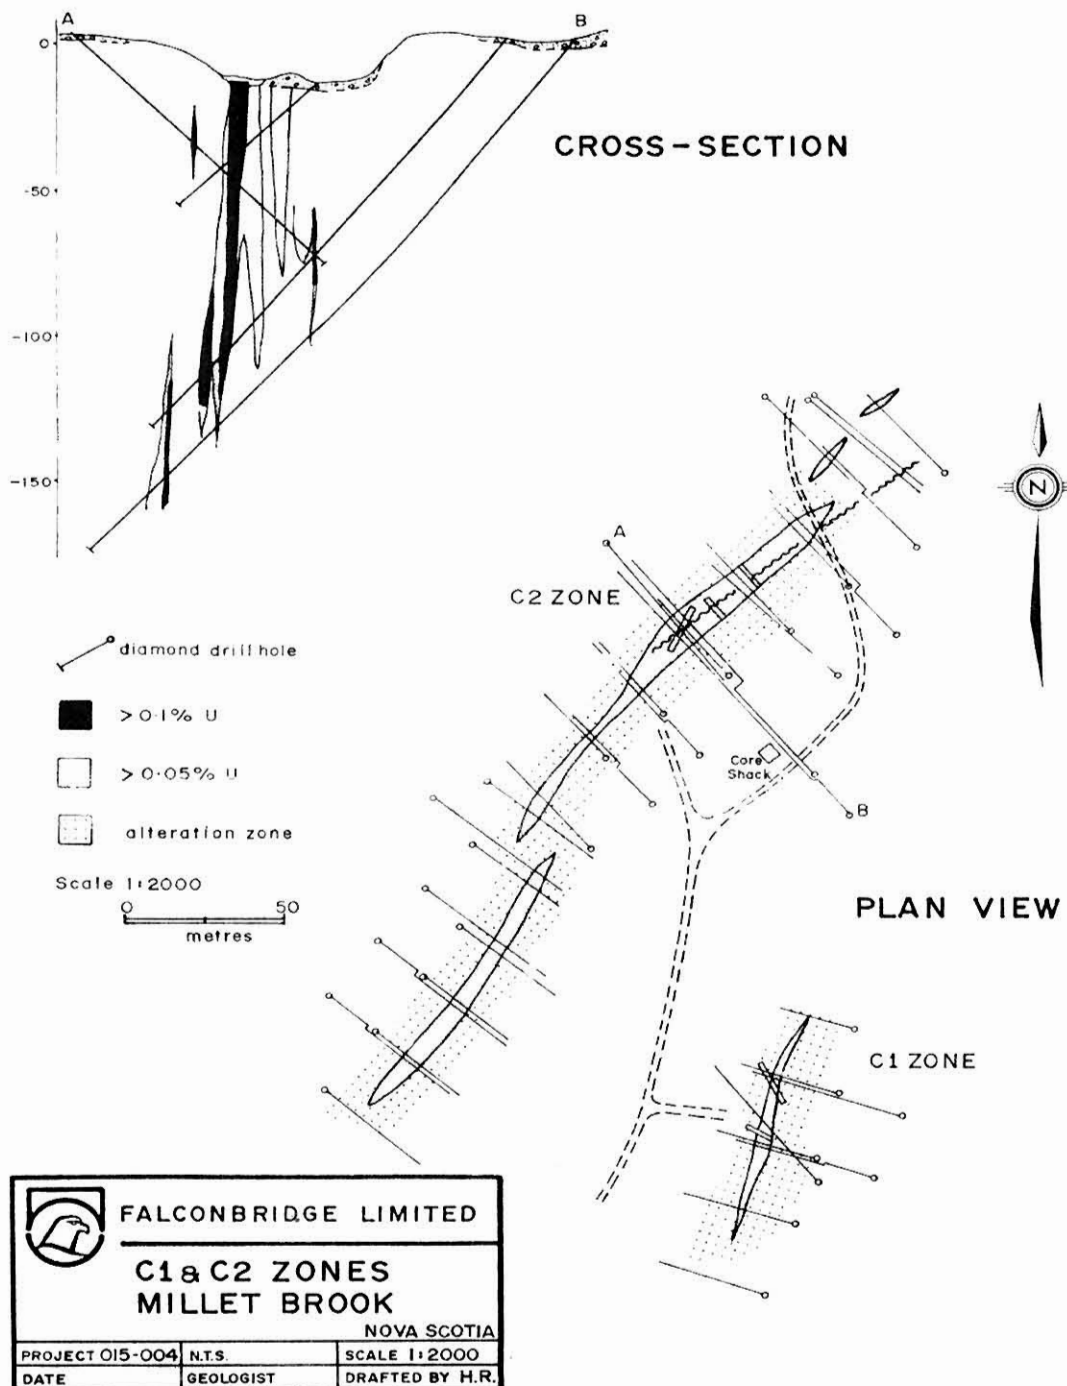 A
B
0
CROSS-SECTION
-50
-100
-150
N
A
C2 ZONE
diamond drill hole
>0·1% U
>0·05% U
alteration zone
Core
Shack
B
Scale 1:2000
0 50
metres
PLAN VIEW
C1 ZONE
FALCONBRIDGE LIMITED
C1 & C2 ZONES
MILLET BROOK
NOVA SCOTIA
PROJECT 015-004 N.T.S. SCALE 1:2000
DATE GEOLOGIST DRAFTED BY H.R.